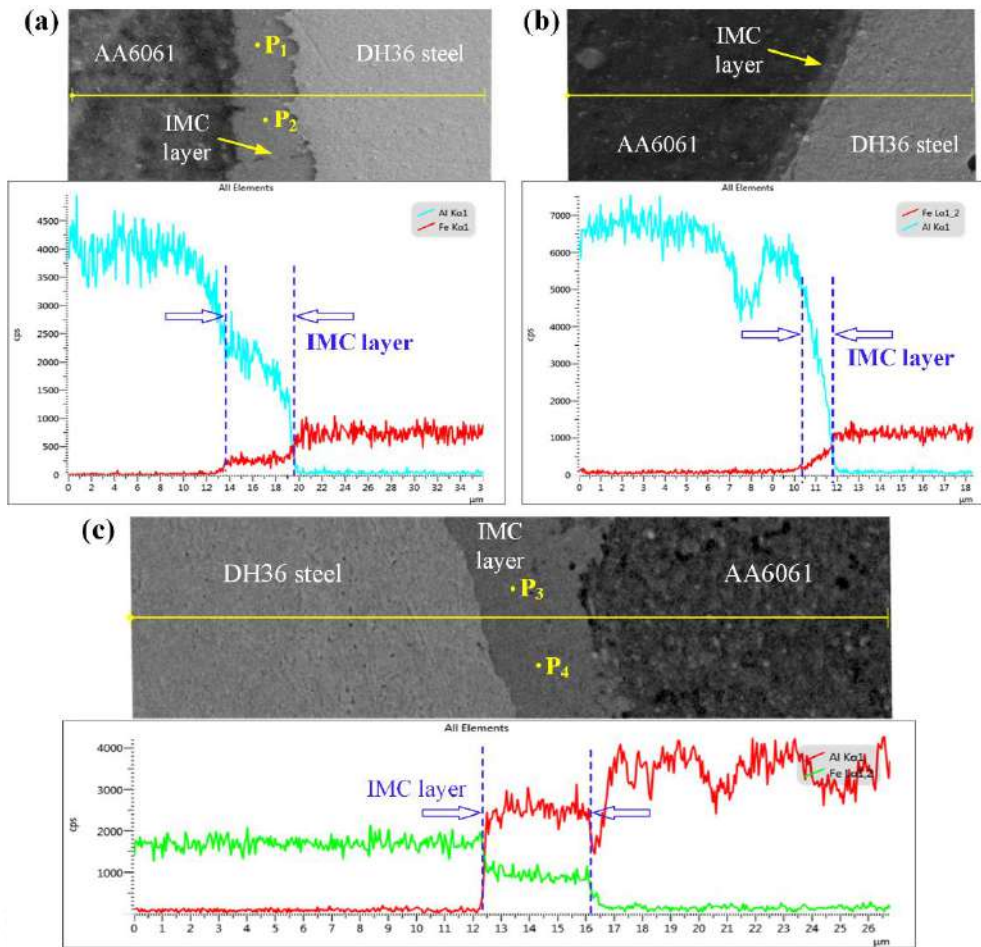 (a)
AA6061
P1
DH36 steel
P2
IMC
layer
All Elements
Al Kα1
Fe Kα1
4500
4000
3500
3000
2500
2000
1500
1000
500
0
cps
IMC layer
0 2 4 6 8 10 12 14 16 18 20 22 24 26 28 30 32 34 3
µm
(b)
IMC
layer
AA6061
DH36 steel
All Elements
Fe Lα1_2
Al Kα1
7000
6000
5000
4000
3000
2000
1000
0
cps
IMC layer
0 1 2 3 4 5 6 7 8 9 10 11 12 13 14 15 16 17 18
µm
(c)
IMC
layer
DH36 steel
P3
AA6061
P4
All Elements
Al Kα1
Fe Lα1_2
4000
3000
2000
1000
cps
IMC layer
0 1 2 3 4 5 6 7 8 9 10 11 12 13 14 15 16 17 18 19 20 21 22 23 24 25 26
µm